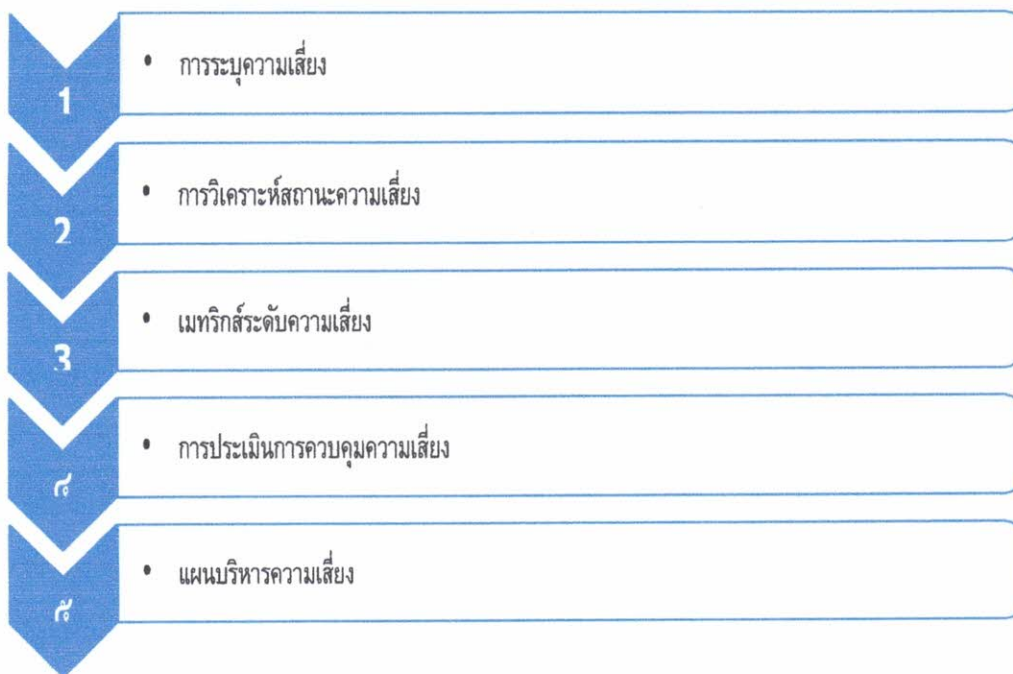 1 • การระบุความเสี่ยง
2 • การวิเคราะห์สถานะความเสี่ยง
3 • เมทริกส์ระดับความเสี่ยง
๔ • การประเมินการควบคุมความเสี่ยง
๕ • แผนบริหารความเสี่ยง